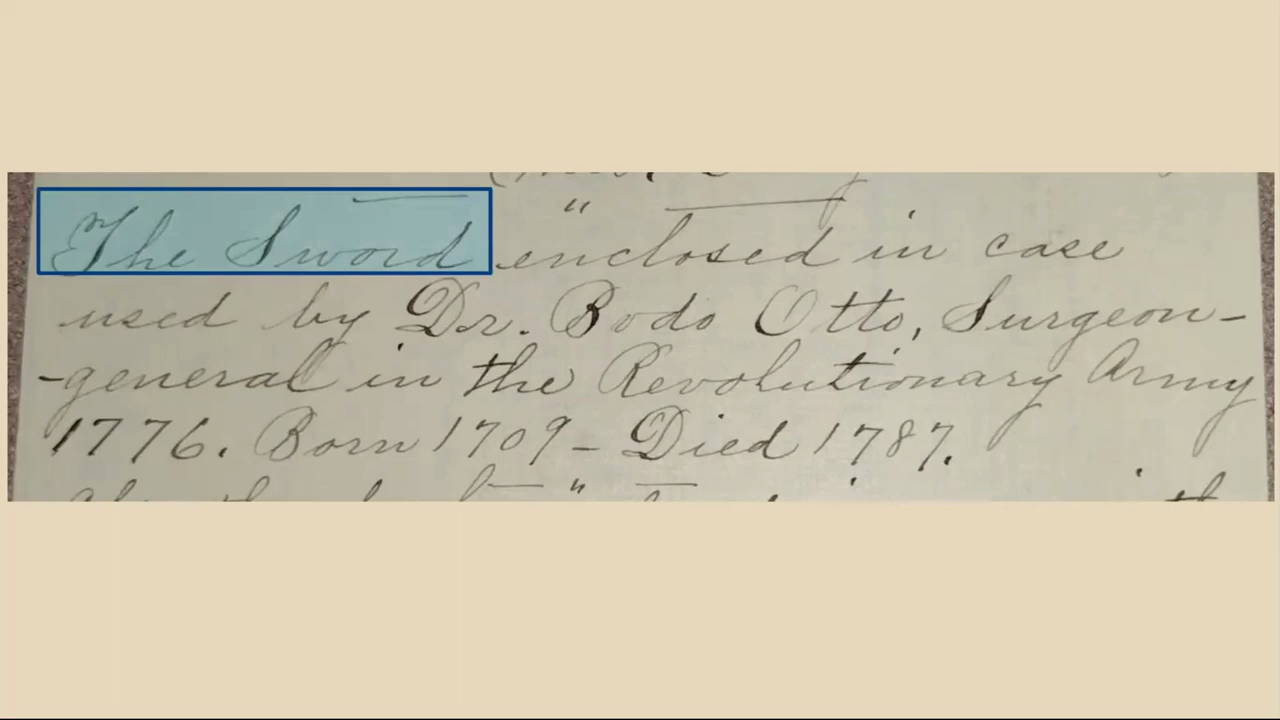 The Sword enclosed in case
used by Dr. Bodo Otto, Surgeon-
-general in the Revolutionary Army
1776. Born 1709 - Died 1787.